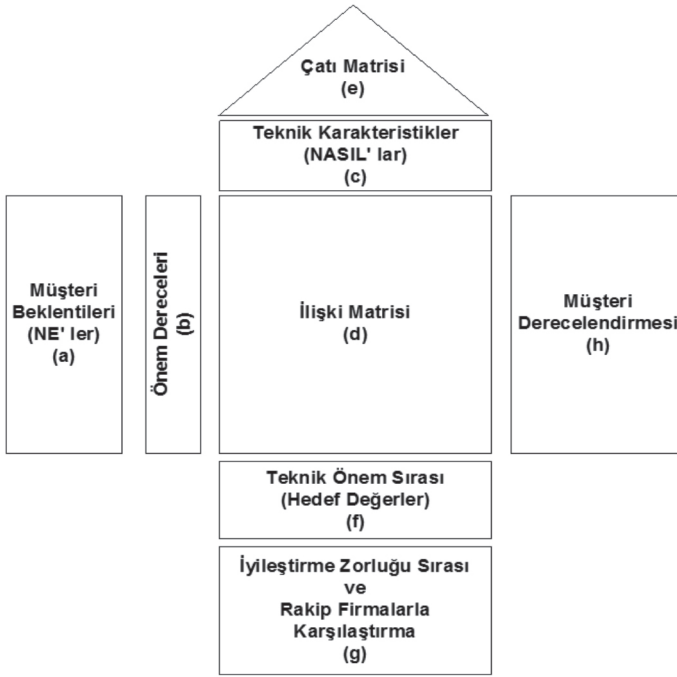 Çatı Matrisi
(e)
Teknik Karakteristikler
(NASIL' lar)
(c)
Müşteri
Beklentileri
(NE' ler)
(a)
Önem Dereceleri
(b)
İlişki Matrisi
(d)
Müşteri
Derecelendirmesi
(h)
Teknik Önem Sırası
(Hedef Değerler)
(f)
İyileştirme Zorluğu Sırası
ve
Rakip Firmalarla
Karşılaştırma
(g)